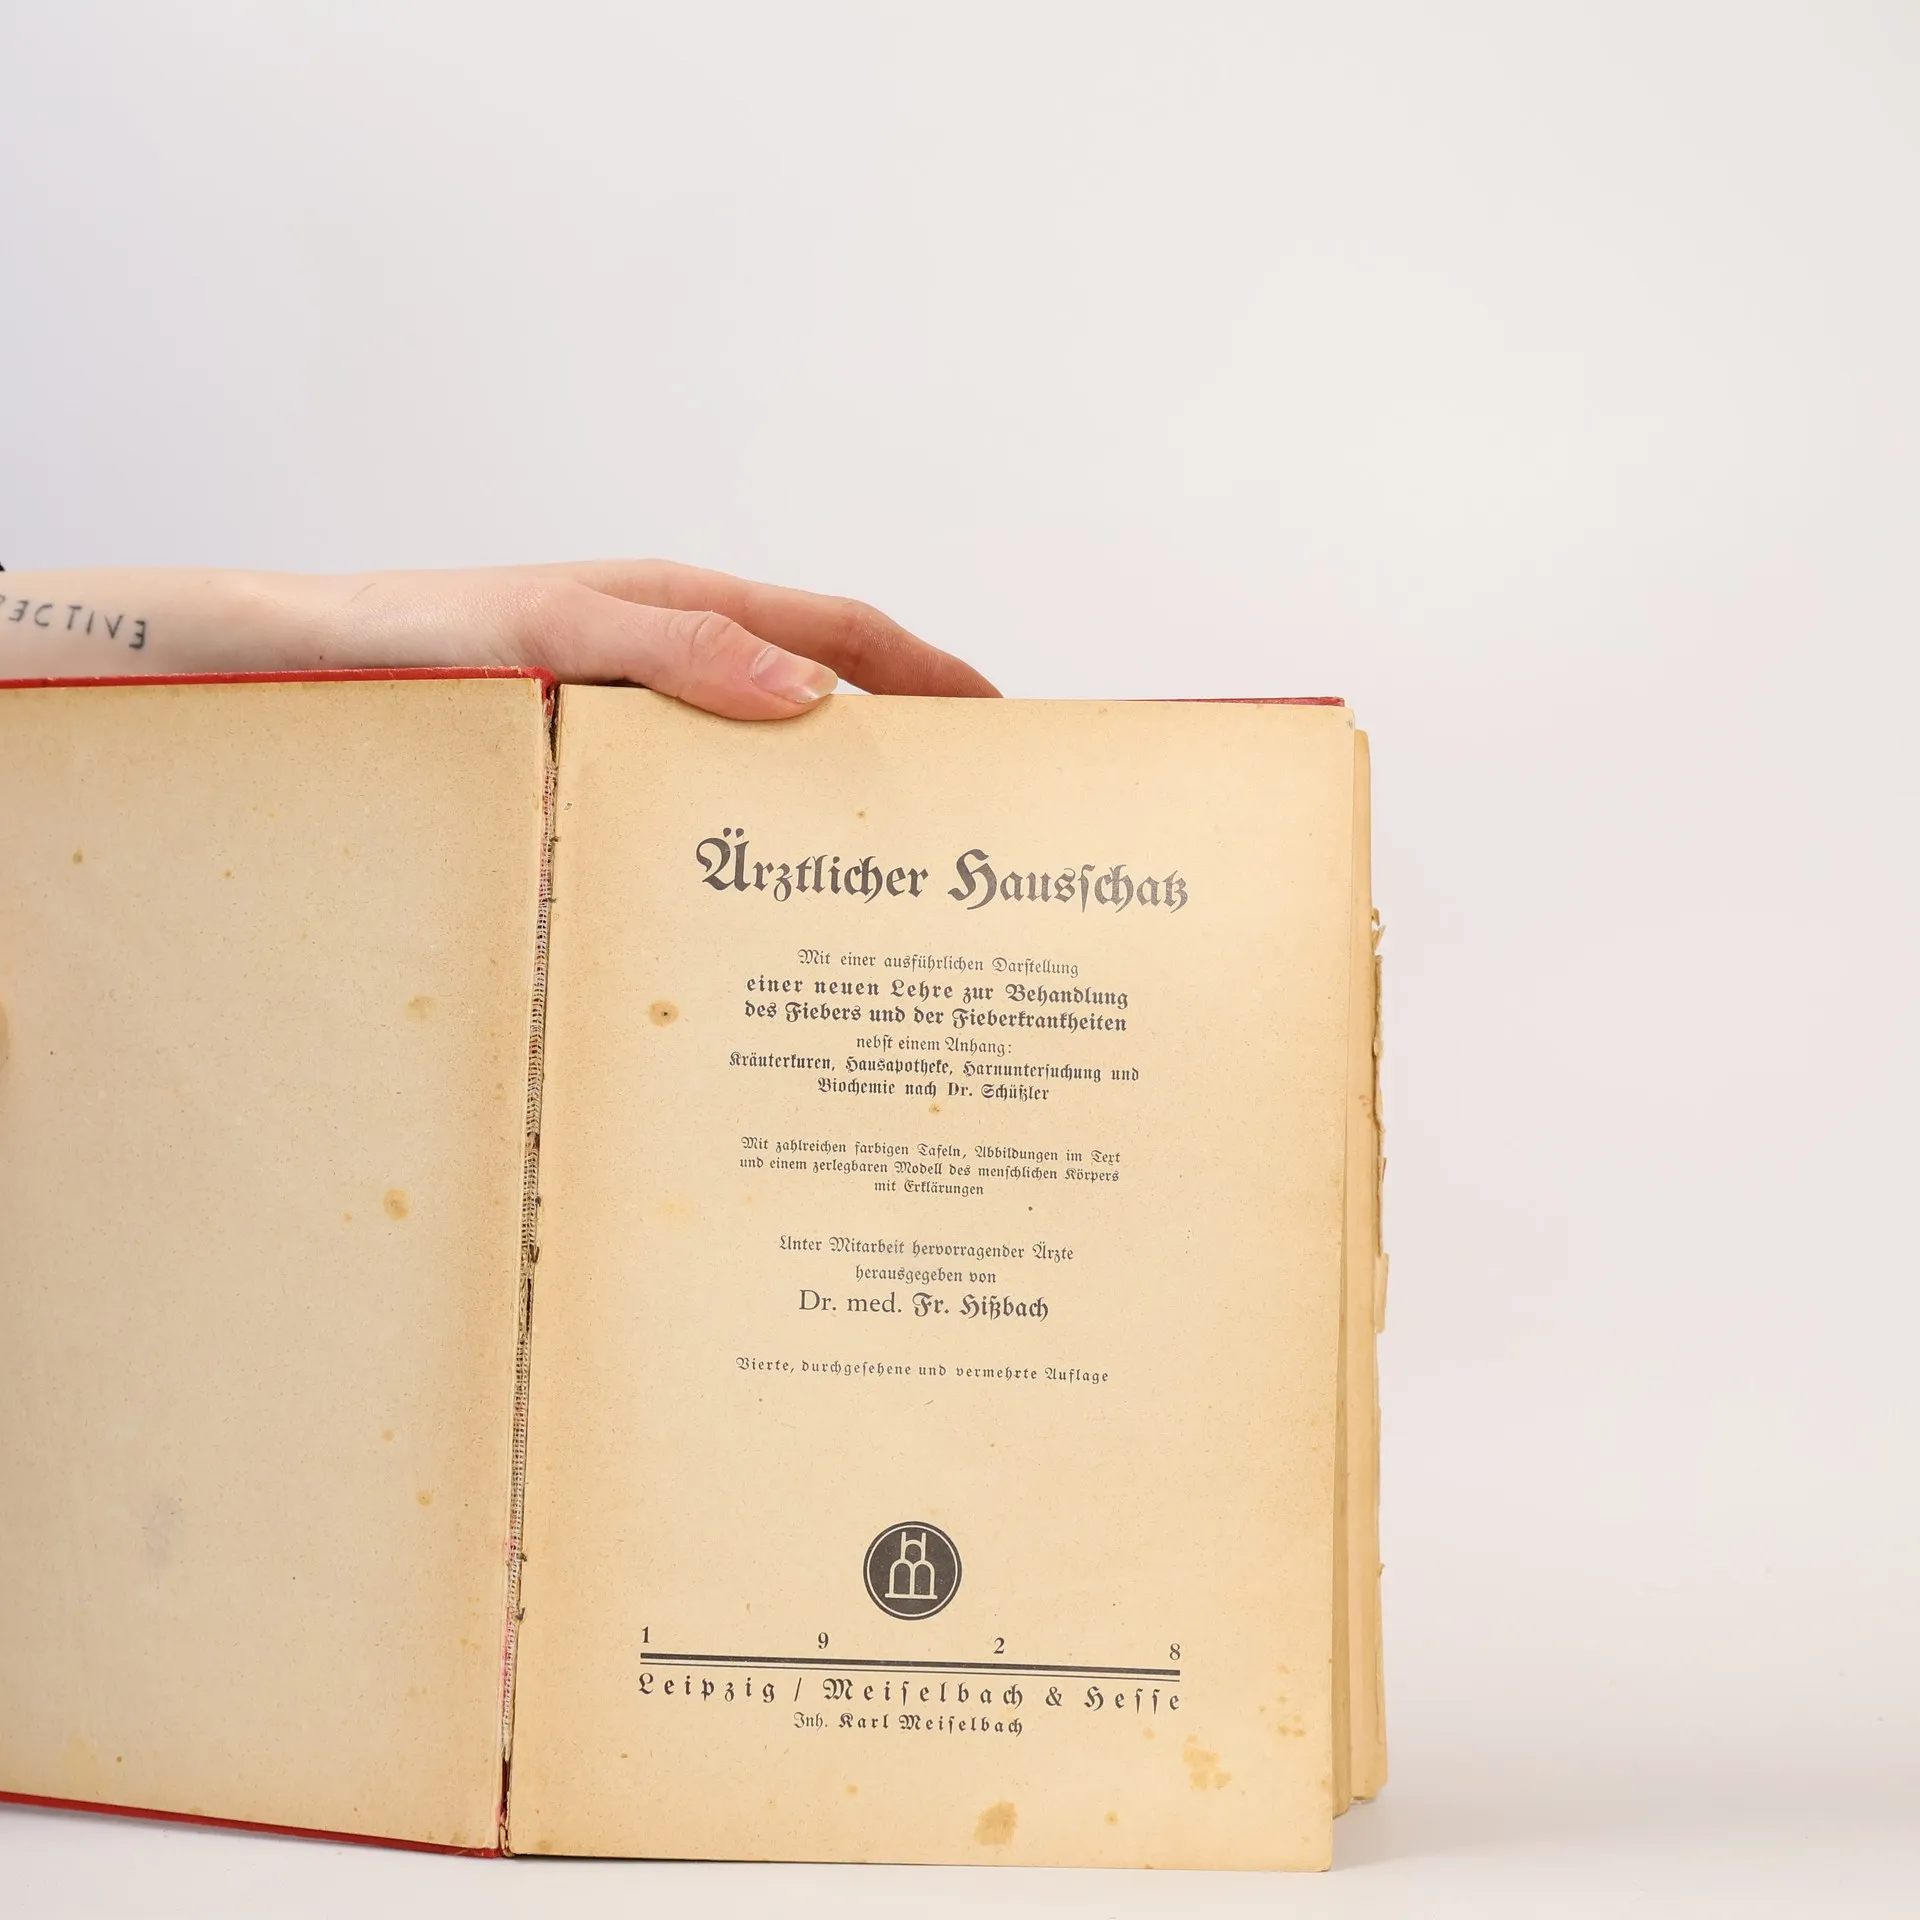 ECTIVE
Ärztlicher Hausschatz
Mit einer ausführlichen Darstellung
einer neuen Lehre zur Behandlung
des Fiebers und der Fieberkrankheiten
nebst einem Anhang:
Kräuterkuren, Hausapotheke, Harnuntersuchung und
Biochemie nach Dr. Schüßler
Mit zahlreichen farbigen Tafeln, Abbildungen im Text
und einem zerlegbaren Modell des menschlichen Körpers
mit Erklärungen
Unter Mitarbeit hervorragender Ärzte
herausgegeben von
Dr. med. Fr. Hißbach
Vierte, durchgesehene und vermehrte Auflage
1 9 2 8
Leipzig / Meiselbach & Hesse
Inh. Karl Meiselbach